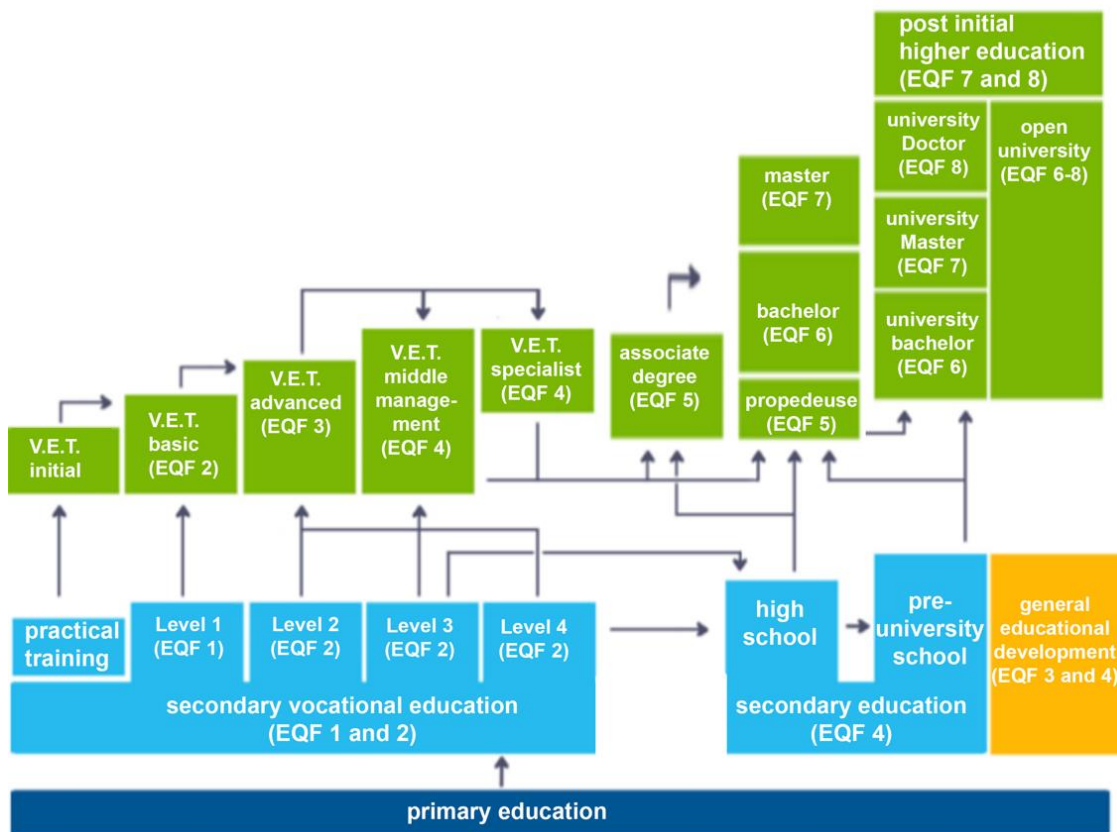 post initial
higher education
(EQF 7 and 8)
university
Doctor
(EQF 8)
open
university
(EQF 6-8)
master
(EQF 7)
university
Master
(EQF 7)
bachelor
(EQF 6)
university
bachelor
(EQF 6)
V.E.T.
initial
V.E.T.
basic
(EQF 2)
V.E.T.
advanced
(EQF 3)
V.E.T.
middle
manage-
ment
(EQF 4)
V.E.T.
specialist
(EQF 4)
associate
degree
(EQF 5)
propedeuse
(EQF 5)
practical
training
Level 1
(EQF 1)
Level 2
(EQF 2)
Level 3
(EQF 2)
Level 4
(EQF 2)
high
school
pre-
university
school
general
educational
development
(EQF 3 and 4)
secondary vocational education
(EQF 1 and 2)
secondary education
(EQF 4)
primary education